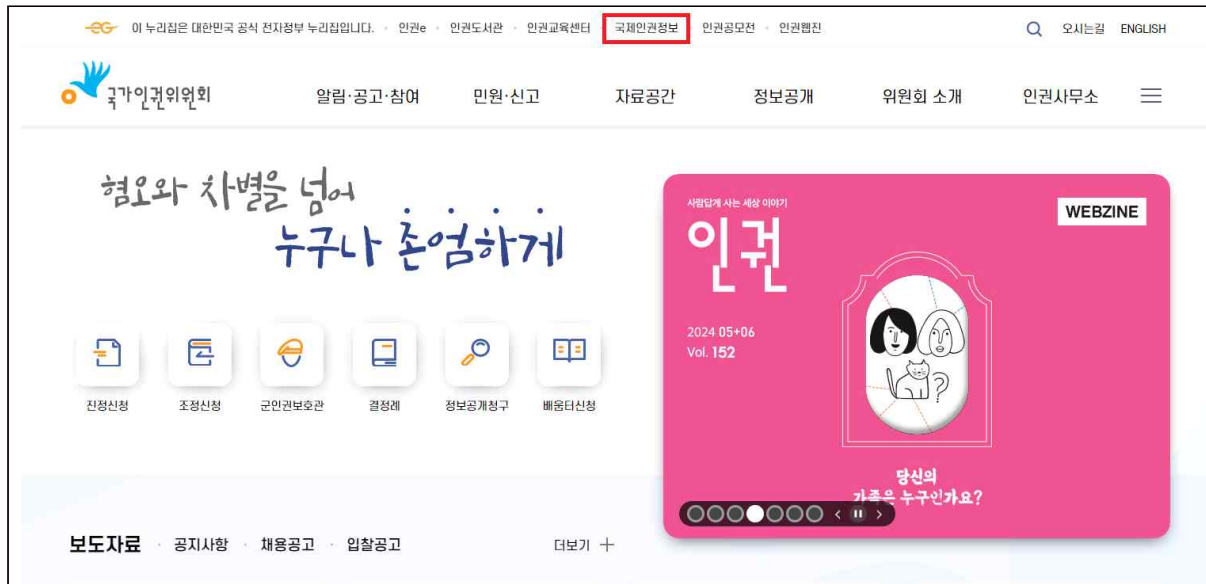 이 누리집은 대한민국 공식 전자정부 누리집입니다. 인권e 인권도서관 인권교육센터 국제인권정보 인권공모전 인권웹진 오시는길 ENGLISH
국가인권위원회 알림·공고·참여 민원·신고 자료공간 정보공개 위원회 소개 인권사무소
혐오와 차별을 넘어
누구나 존엄하게
진정신청 조정신청 군인권보호관 결정례 정보공개청구 배움터신청
사람답게 사는 세상 이야기
인권
WEBZINE
2024 05+06
Vol. 152
당신의
가족은 누구인가요?
보도자료 공지사항 채용공고 입찰공고 더보기